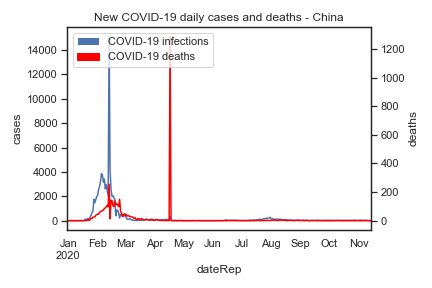 New COVID-19 daily cases and deaths - China
COVID-19 infections
COVID-19 deaths
14000
12000
10000
8000
6000
4000
2000
0
cases
1200
1000
800
600
400
200
0
deaths
Jan Feb Mar Apr May Jun Jul Aug Sep Oct Nov
2020
dateRep